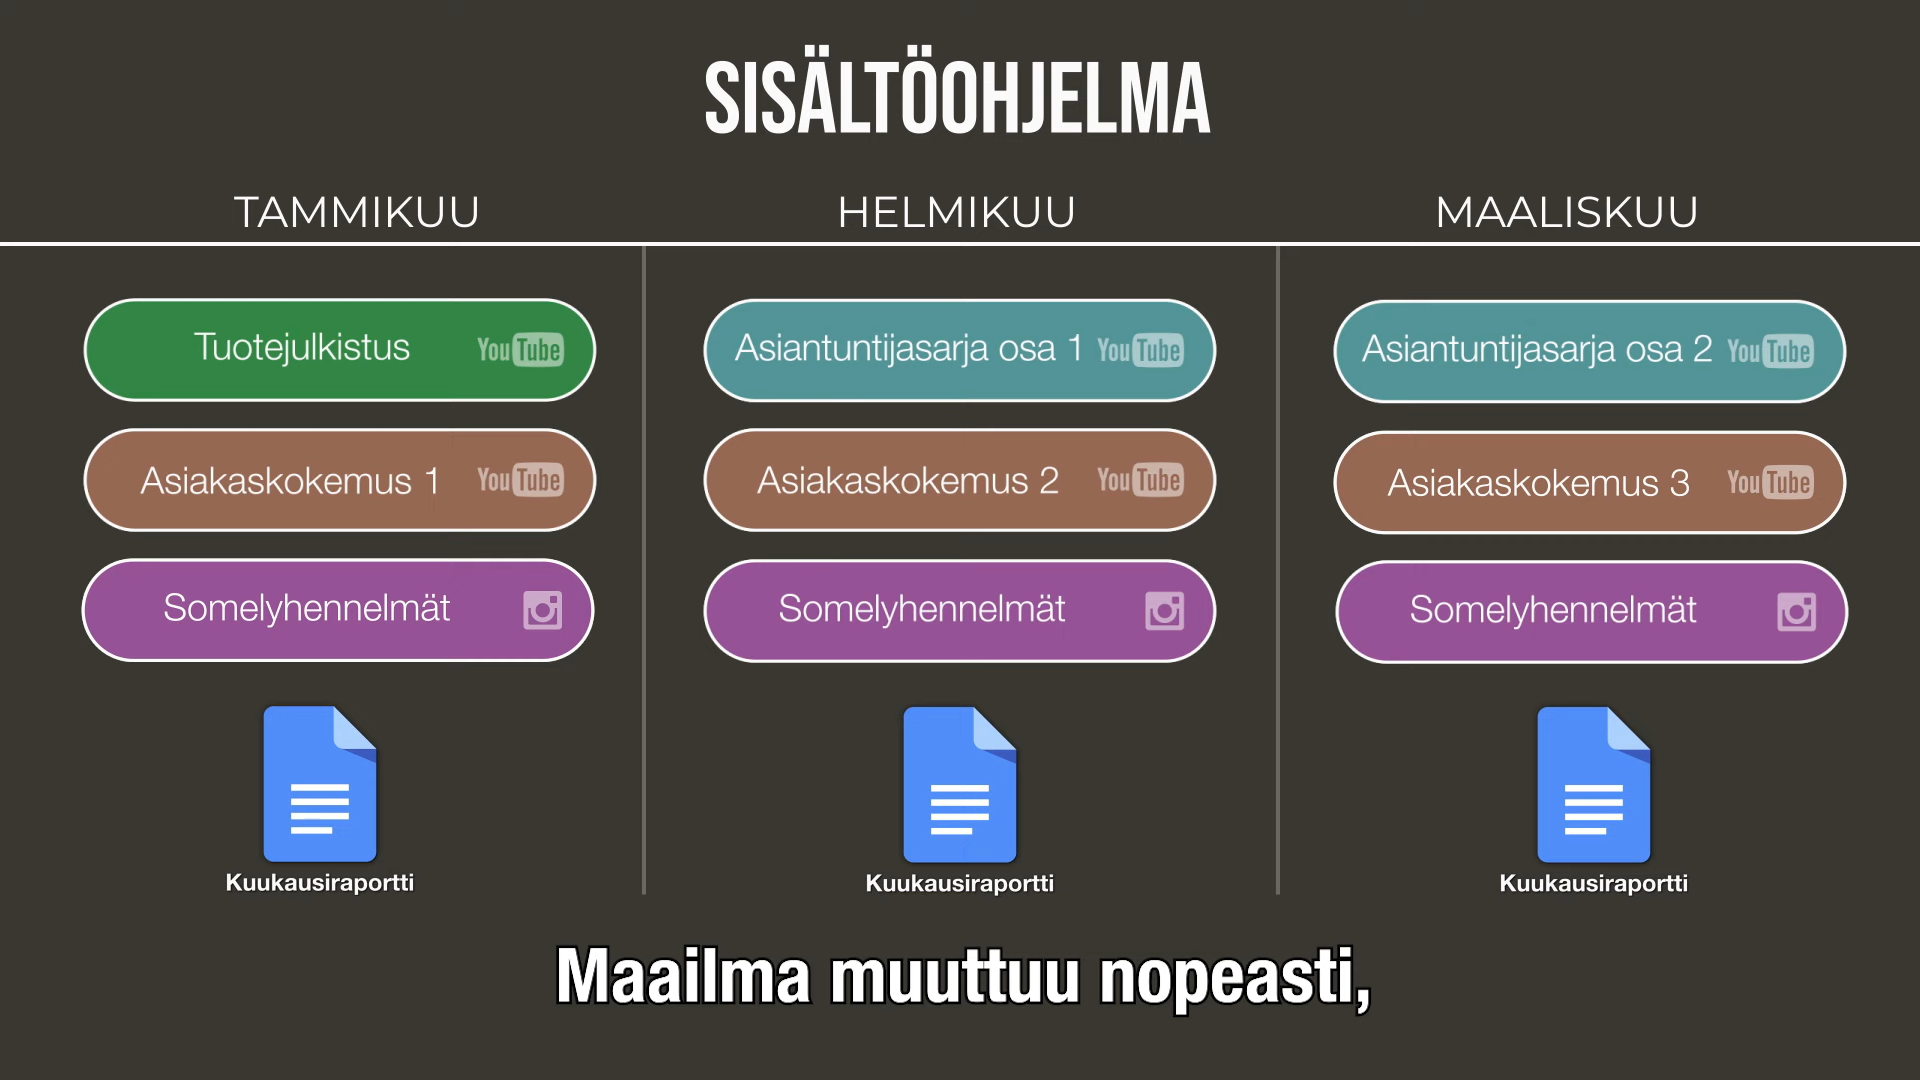 SISÄLTÖOHJELMA
TAMMIKUU
HELMIKUU
MAALISKUU
Tuotejulkistus YouTube
Asiantuntijasarja osa 1 YouTube
Asiantuntijasarja osa 2 YouTube
Asiakaskokemus 1 YouTube
Asiakaskokemus 2 YouTube
Asiakaskokemus 3 YouTube
Somelyhennelmät
Somelyhennelmät
Somelyhennelmät
Kuukausiraportti
Kuukausiraportti
Kuukausiraportti
Maailma muuttuu nopeasti,